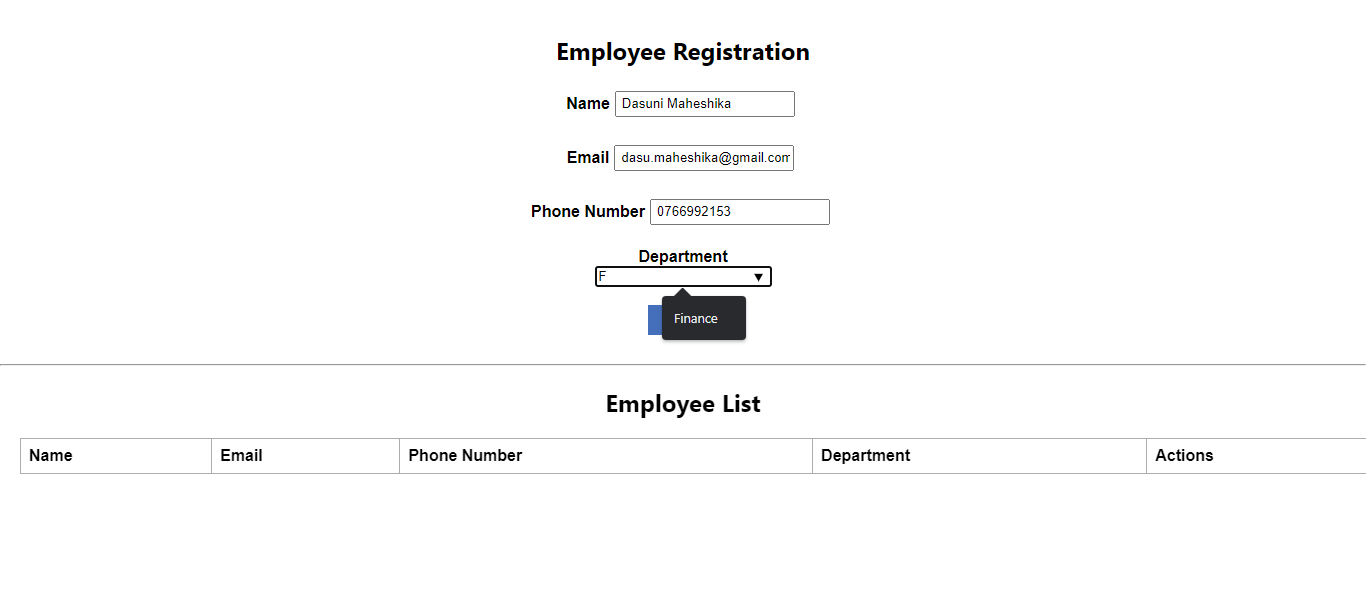 Employee Registration
Name Dasuni Maheshika
Email dasu.maheshika@gmail.com
Phone Number 0766992153
Department
F ▼
Finance
Employee List
Name Email Phone Number Department Actions